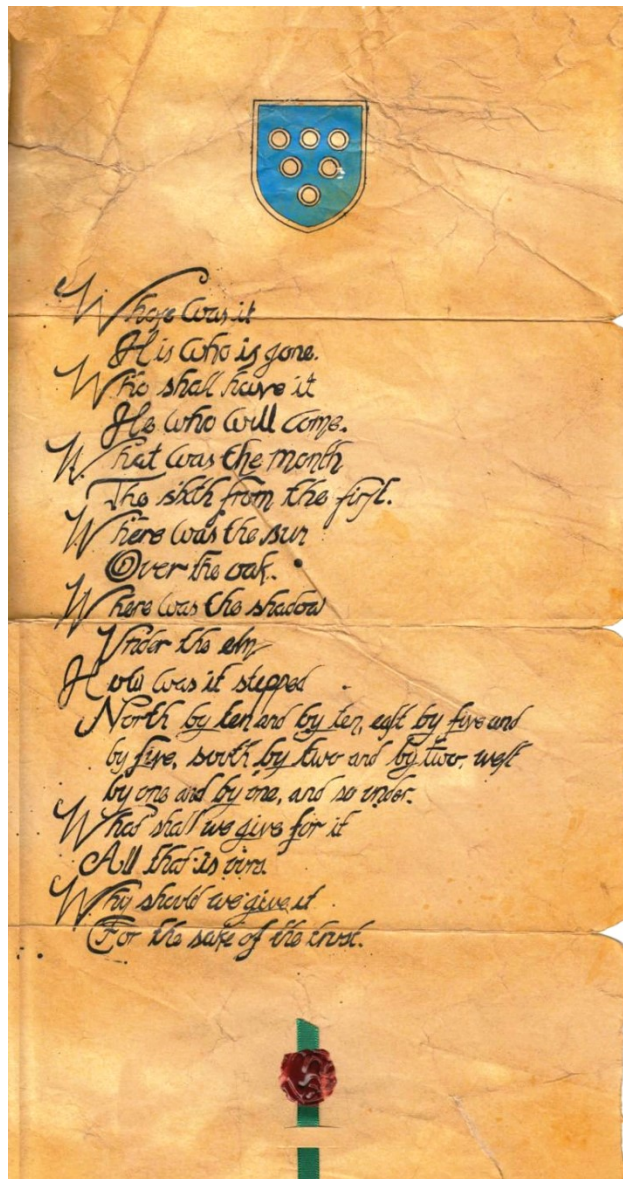 Whose was it
His who is gone.
Who shall have it
He who will come.
What was the month
The sixth from the first.
Where was the sun
Over the oak.
Where was the shadow
Under the elm
How was it stepped
North by ten and by ten, east by five and
by five, south by two and by two, west
by one and by one, and so under.
What shall we give for it
All that is ours
Why should we give it
For the sake of the trust.